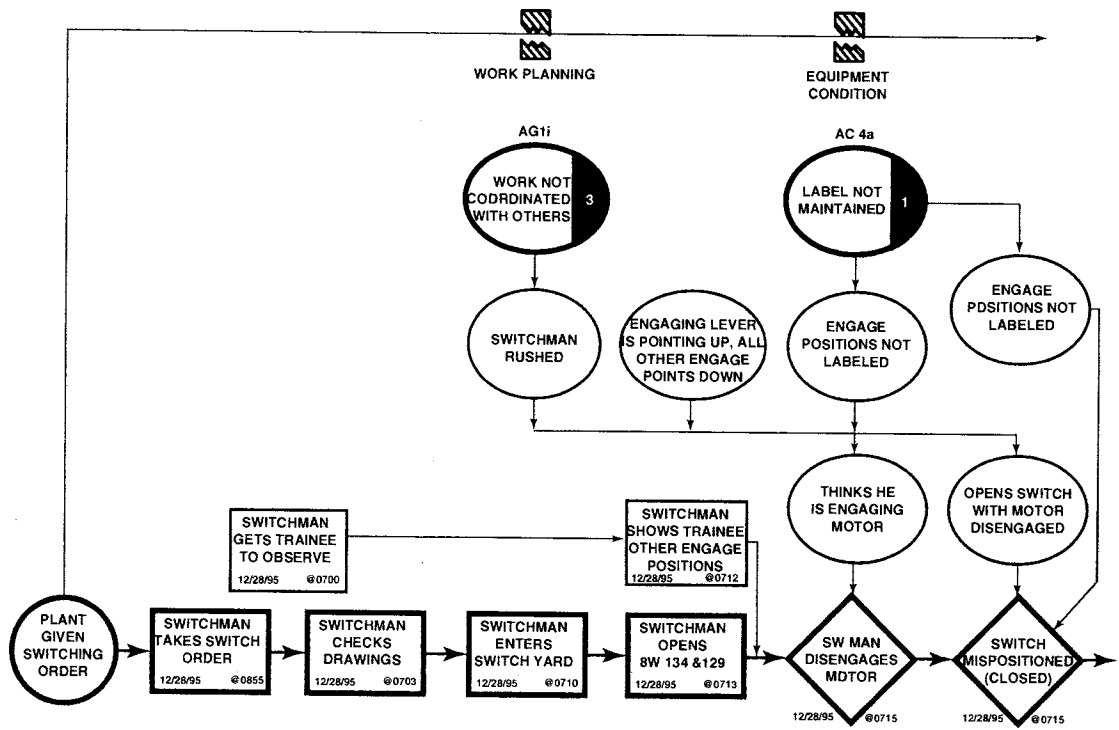 WORK PLANNING
EQUIPMENT
CONDITION
AG1i
AC 4a
WORK NOT
CODRDINATED
WITH OTHERS
3
LABEL NOT
MAINTAINED
1
ENGAGE
PDSITIONS NOT
LABELED
SWITCHMAN
RUSHED
ENGAGING LEVER
IS POINTING UP, ALL
OTHER ENGAGE
POINTS DOWN
ENGAGE
POSITIONS NOT
LABELED
THINKS HE
IS ENGAGING
MOTOR
OPENS SWITCH
WITH MOTOR
DISENGAGED
SWITCHMAN
GETS TRAINEE
TO OBSERVE
12/28/95 @0700
SWITCHMAN
SHOWS TRAINEE
OTHER ENGAGE
POSITIONS
12/28/95 @0712
PLANT
GIVEN
SWITCHING
ORDER
SWITCHMAN
TAKES SWITCH
ORDER
12/28/95 @0855
SWITCHMAN
CHECKS
DRAWINGS
12/28/95 @0703
SWITCHMAN
ENTERS
SWITCH YARD
12/28/95 @0710
SWITCHMAN
OPENS
8W 134 &129
12/28/95 @0713
SW MAN
DISENGAGES
MDTOR
12/28/95 @0715
SWITCH
MISPOSITIONED
(CLOSED)
12/28/95 @0715